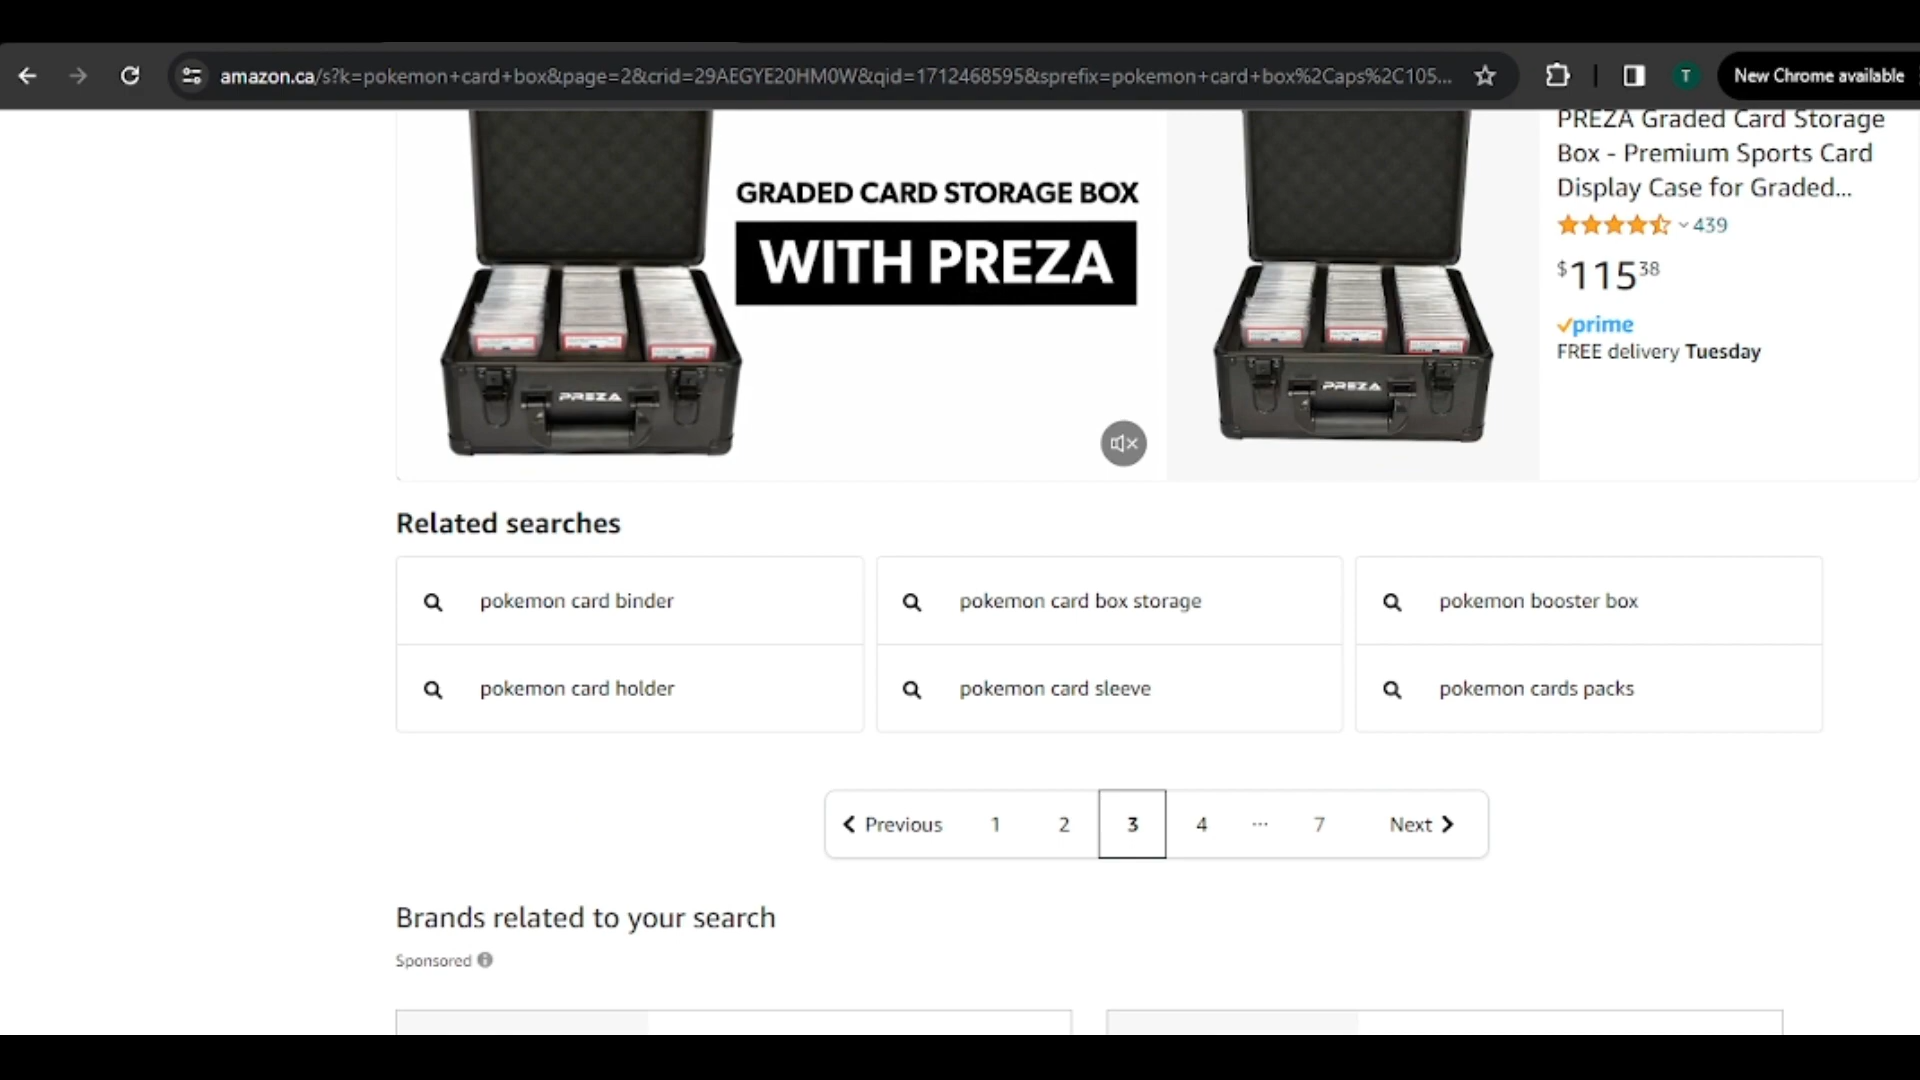 amazon.ca/s?k=pokemon+card+box&page=2&crid=29AEGYE20HM0W&qid=1712468595&sprefix=pokemon+card+box%2Caps%2C105...
T
New Chrome available
GRADED CARD STORAGE BOX
WITH PREZA
PREZA
PREZA
PREZA Graded Card Storage
Box - Premium Sports Card
Display Case for Graded...
439
$115 38
prime
FREE delivery Tuesday
Related searches
pokemon card binder
pokemon card box storage
pokemon booster box
pokemon card holder
pokemon card sleeve
pokemon cards packs
Previous 1 2 3 4 ... 7 Next
Brands related to your search
Sponsored